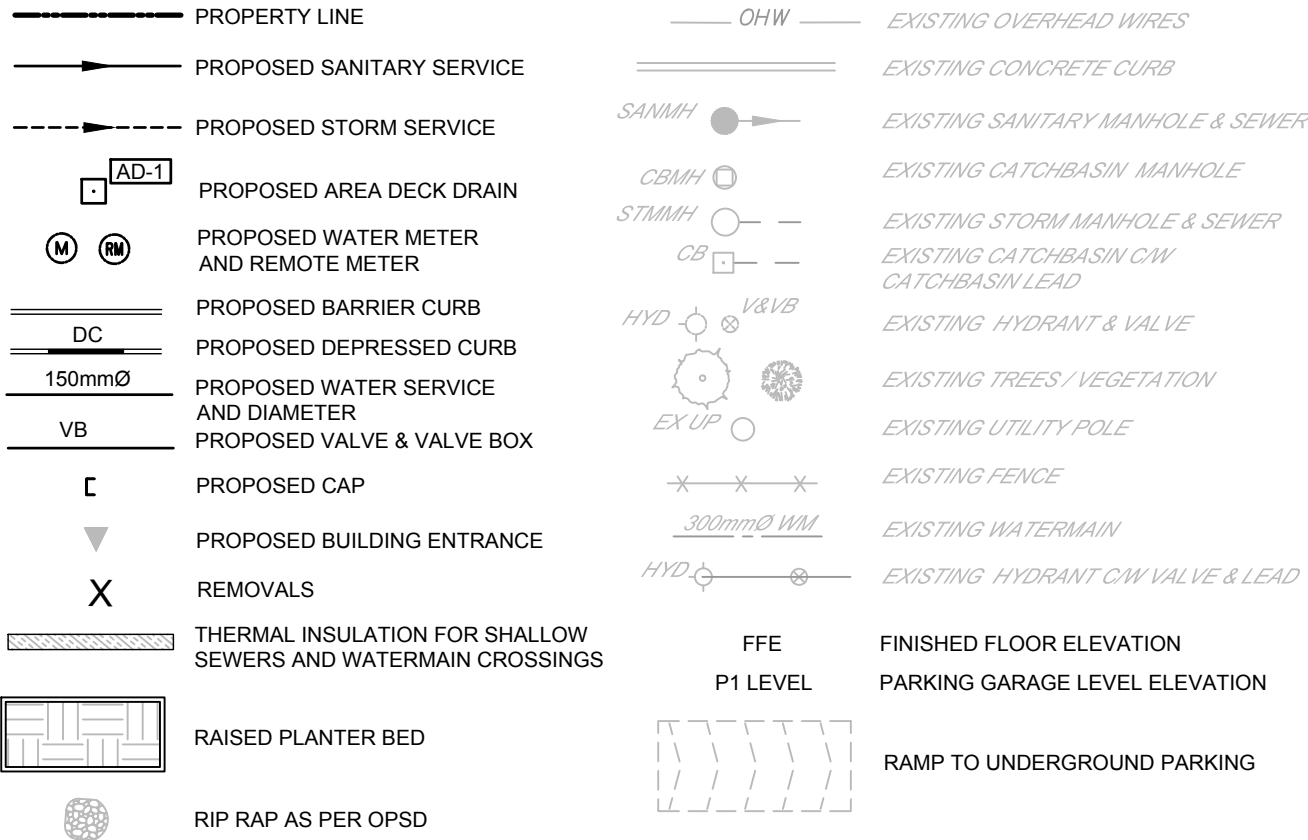 PROPERTY LINE
PROPOSED SANITARY SERVICE
PROPOSED STORM SERVICE
AD-1
PROPOSED AREA DECK DRAIN
M RM
PROPOSED WATER METER
AND REMOTE METER
PROPOSED BARRIER CURB
DC
PROPOSED DEPRESSED CURB
150mmØ
PROPOSED WATER SERVICE
AND DIAMETER
VB
PROPOSED VALVE & VALVE BOX
PROPOSED CAP
PROPOSED BUILDING ENTRANCE
X
REMOVALS
THERMAL INSULATION FOR SHALLOW
SEWERS AND WATERMAIN CROSSINGS
RAISED PLANTER BED
RIP RAP AS PER OPSD
OHW
EXISTING OVERHEAD WIRES
EXISTING CONCRETE CURB
SANMH
EXISTING SANITARY MANHOLE & SEWER
CBMH
EXISTING CATCHBASIN MANHOLE
STMMH
EXISTING STORM MANHOLE & SEWER
CB
EXISTING CATCHBASIN C/W
CATCHBASIN LEAD
HYD V&VB
EXISTING HYDRANT & VALVE
EXISTING TREES / VEGETATION
EX UP
EXISTING UTILITY POLE
EXISTING FENCE
300mmØ WM
EXISTING WATERMAIN
HYD
EXISTING HYDRANT C/W VALVE & LEAD
FFE
FINISHED FLOOR ELEVATION
P1 LEVEL
PARKING GARAGE LEVEL ELEVATION
RAMP TO UNDERGROUND PARKING